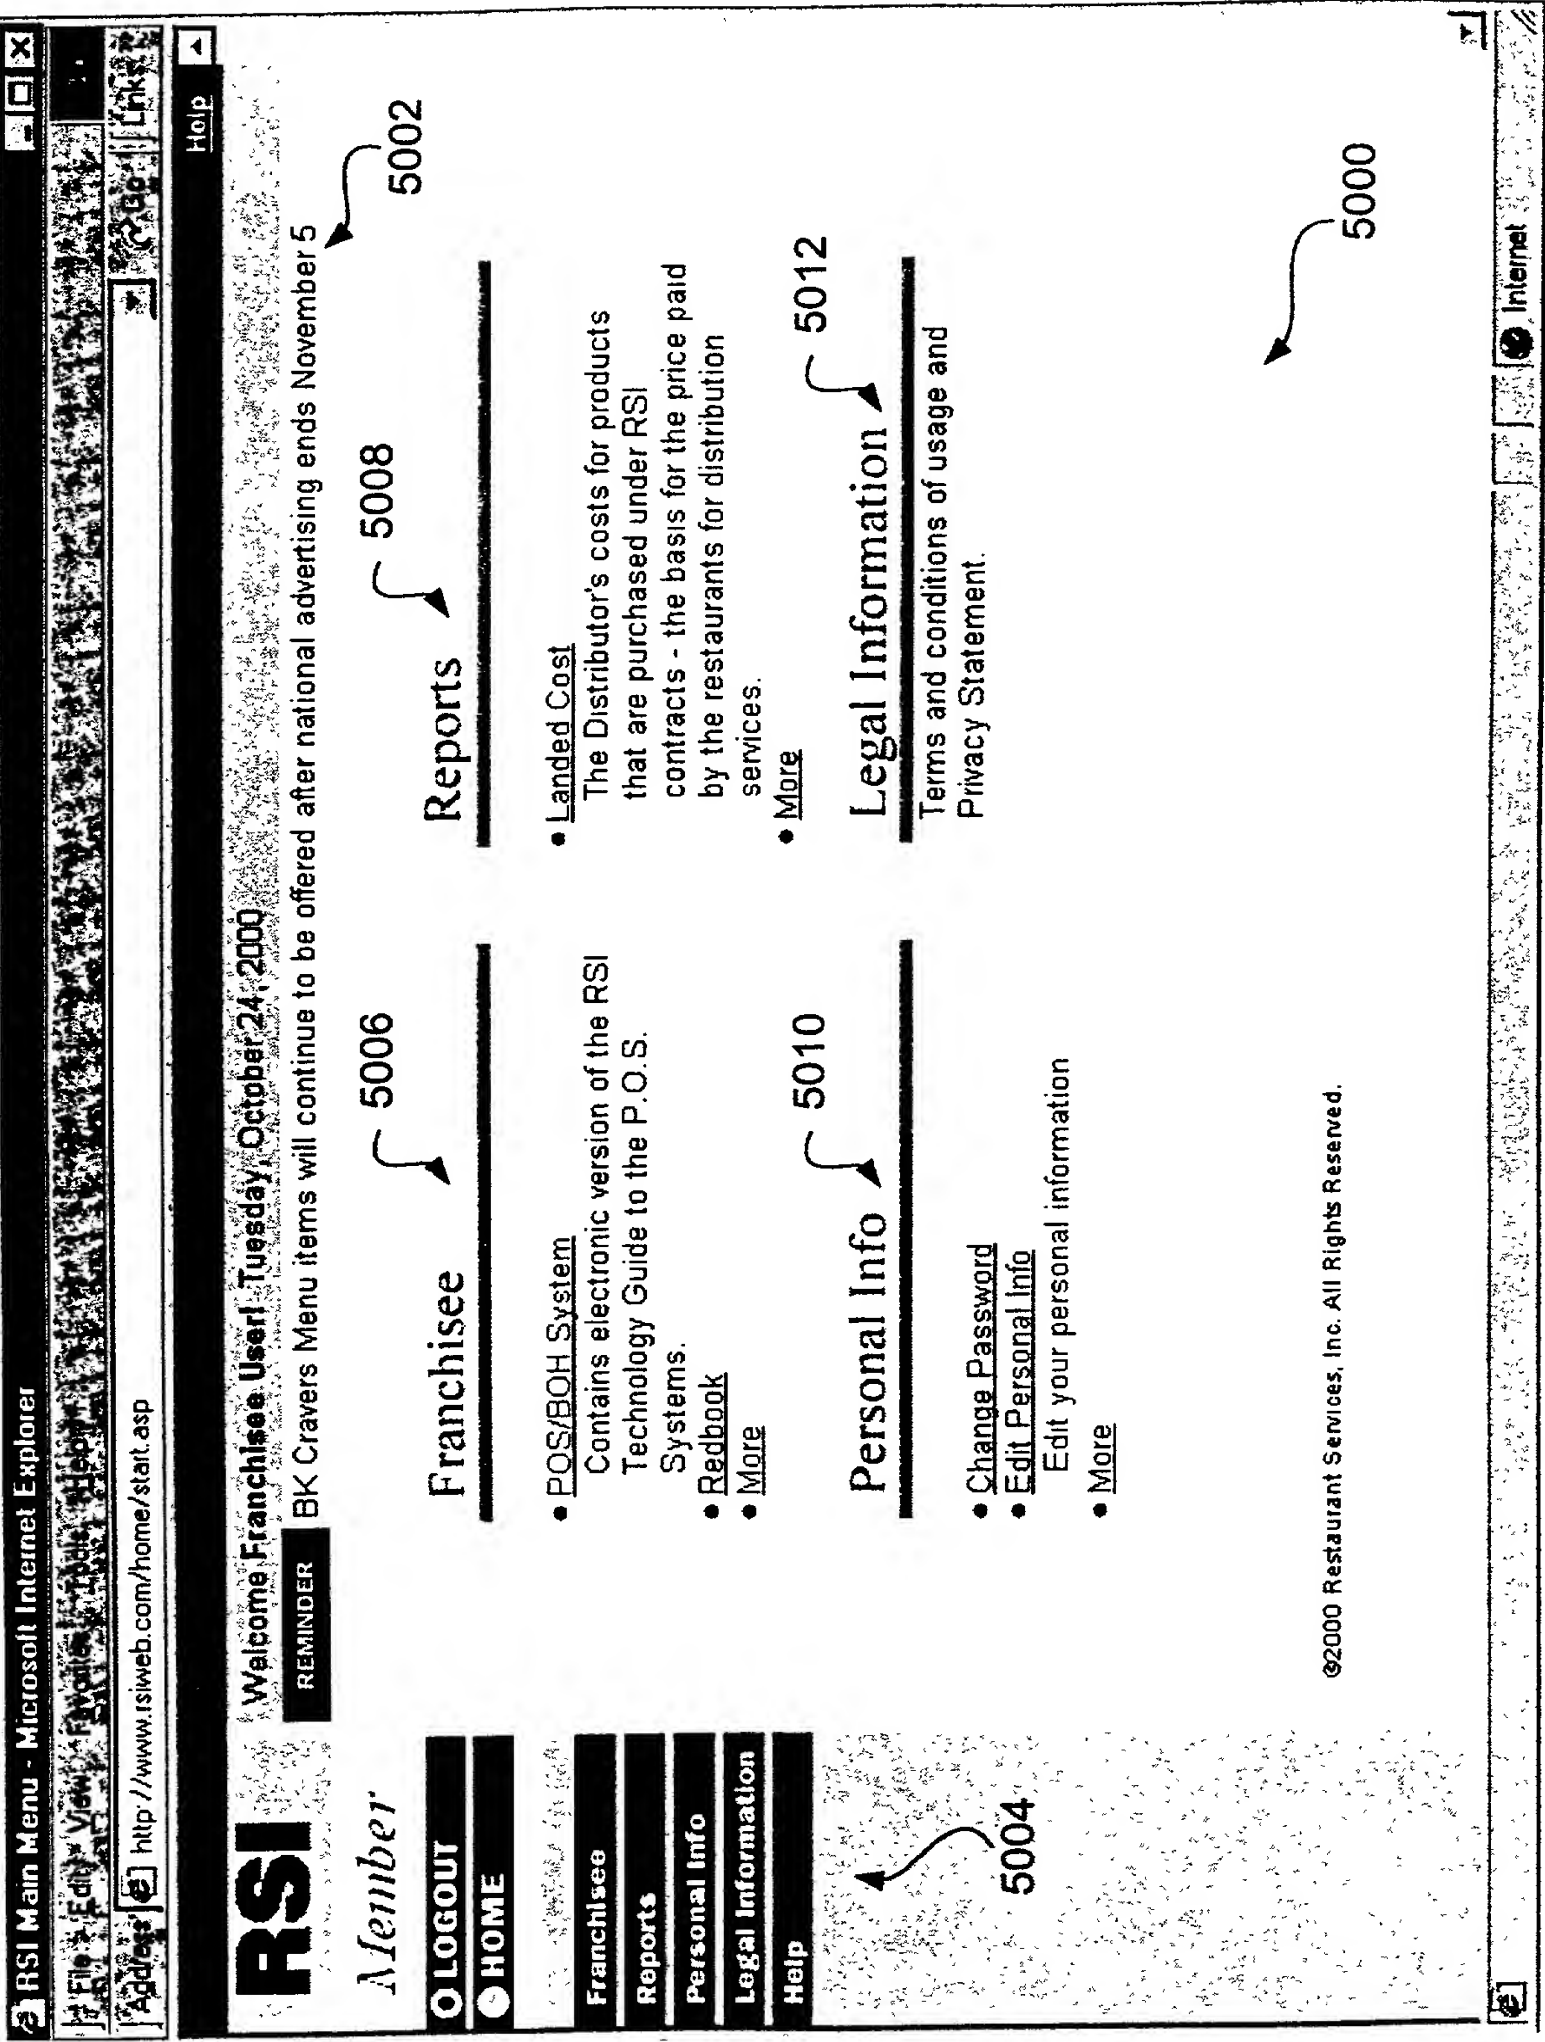 RSI Main Menu - Microsoft Internet Explorer
File Edit View Favorites Tools Help
Address http://www.rsiweb.com/home/start.asp
Go Links
Help
RSI
Welcome Franchisee User! Tuesday, October 24, 2000
REMINDER
BK Cravers Menu items will continue to be offered after national advertising ends November 5
5002
Member
LOGOUT
HOME
Franchisee
Reports
Personal Info
Legal Information
Help
5004
Franchisee
5006
• POS/BOH System
Contains electronic version of the RSI
Technology Guide to the P.O.S.
Systems.
• Redbook
• More
Reports
5008
• Landed Cost
The Distributor's costs for products
that are purchased under RSI
contracts - the basis for the price paid
by the restaurants for distribution
services.
• More
Personal Info
5010
• Change Password
• Edit Personal Info
Edit your personal information
• More
Legal Information
5012
Terms and conditions of usage and
Privacy Statement.
5000
©2000 Restaurant Services, Inc. All Rights Reserved.
Internet